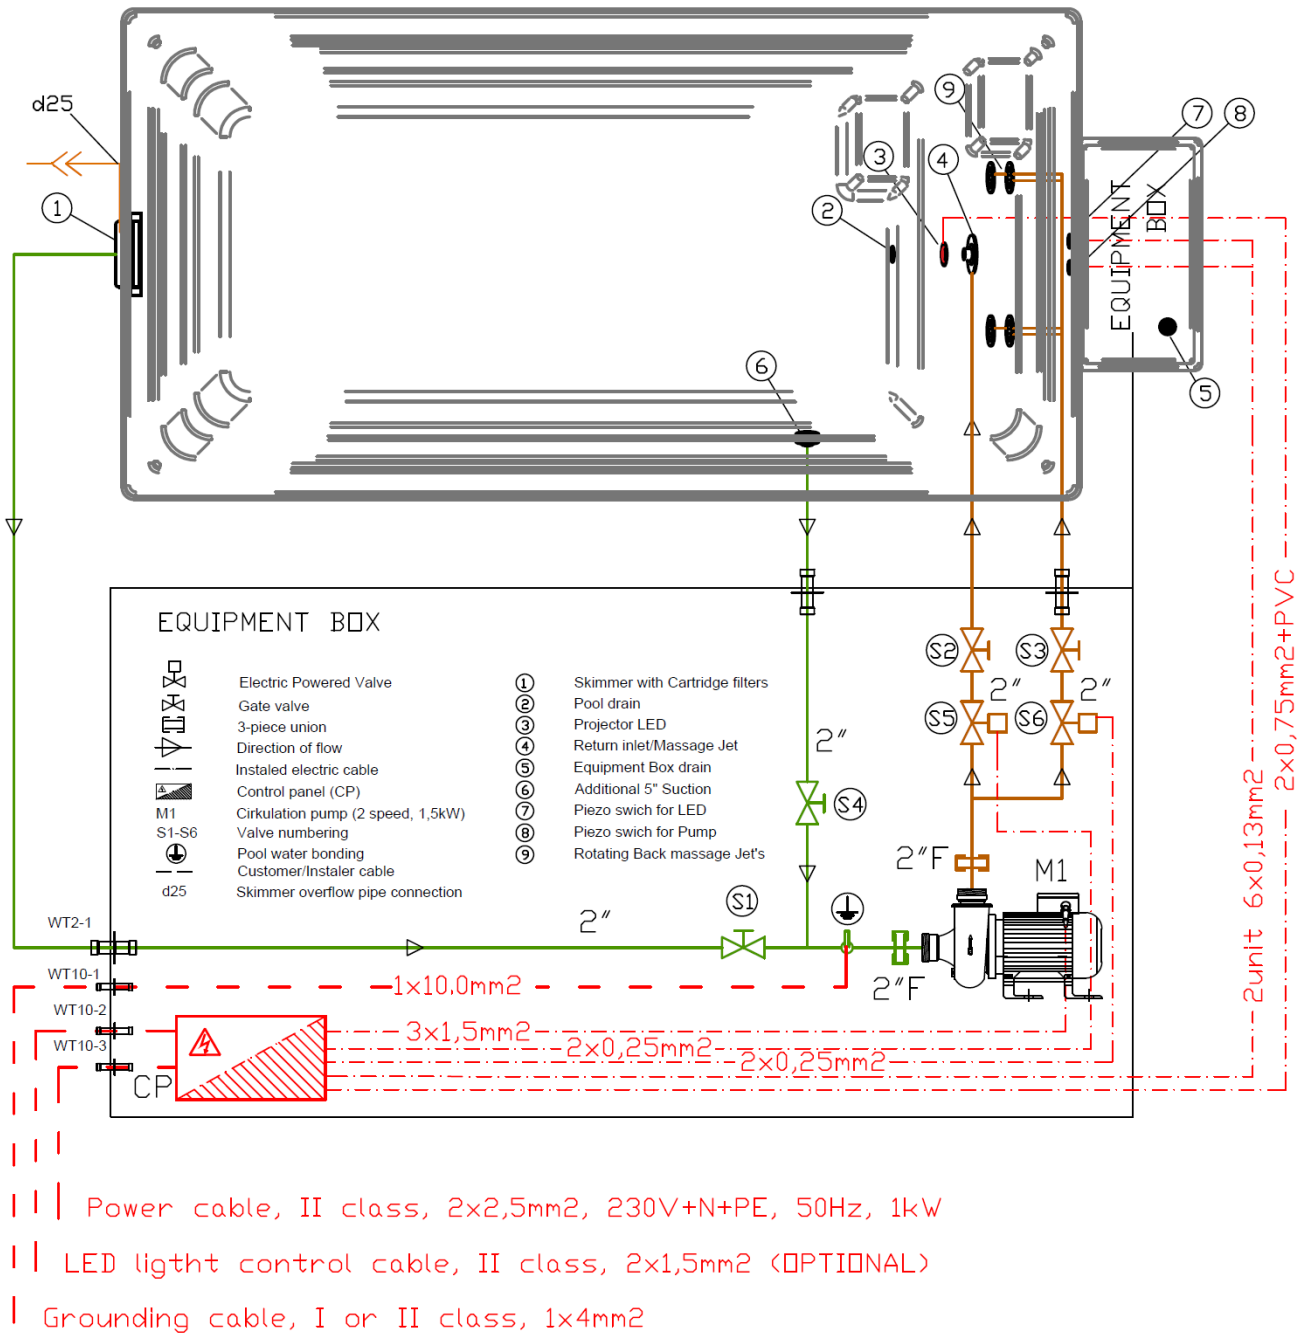 d25
1
2
3
4
9
7
8
EQUIPMENT
BOX
5
6
EQUIPMENT BOX
Electric Powered Valve
Gate valve
3-piece union
Direction of flow
Instaled electric cable
Control panel (CP)
M1 Cirkulation pump (2 speed, 1,5kW)
S1-S6 Valve numbering
Pool water bonding
Customer/Instaler cable
d25 Skimmer overflow pipe connection
1 Skimmer with Cartridge filters
2 Pool drain
3 Projector LED
4 Return inlet/Massage Jet
5 Equipment Box drain
6 Additional 5" Suction
7 Piezo swich for LED
8 Piezo swich for Pump
9 Rotating Back massage Jet's
S2
S3
2"
2"
S5
S6
2"
S4
2"F
M1
S1
2"
2"F
WT2-1
WT10-1
WT10-2
WT10-3
CP
1x10,0mm2
3x1,5mm2
2x0,25mm2
2x0,25mm2
2unit 6x0,13mm2
2x0,75mm2+PVC
Power cable, II class, 2x2,5mm2, 230V+N+PE, 50Hz, 1kW
LED ligtht control cable, II class, 2x1,5mm2 (OPTIONAL)
Grounding cable, I or II class, 1x4mm2